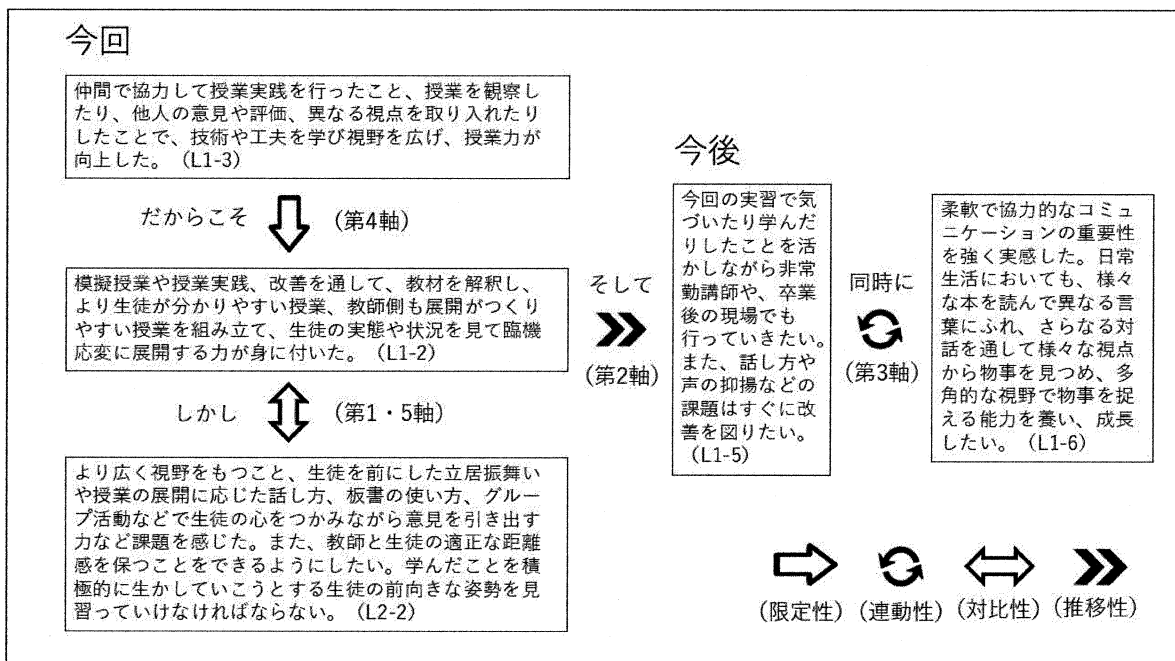 今回
仲間で協力して授業実践を行ったこと、授業を観察し
たり、他人の意見や評価、異なる視点を取り入れたり
したことで、技術や工夫を学び視野を広げ、授業力が
向上した。（L1-3）
だからこそ
（第4軸）
模擬授業や授業実践、改善を通して、教材を解釈し、
より生徒が分かりやすい授業、教師側も展開がつくり
やすい授業を組み立て、生徒の実態や状況を見て臨機
応変に展開する力が身に付いた。（L1-2）
しかし
（第1・5軸）
より広く視野をもつこと、生徒を前にした立居振舞い
や授業の展開に応じた話し方、板書の使い方、グルー
プ活動などで生徒の心をつかみながら意見を引き出す
力など課題を感じた。また、教師と生徒の適正な距離
感を保つことをできるようにしたい。学んだことを積
極的に生かしていこうとする生徒の前向きな姿勢を見
習っていけなければならない。（L2-2）
そして
（第2軸）
今後
今回の実習で気
づいたり学んだ
りしたことを活
かしながら非常
勤講師や、卒業
後の現場でも
行っていきたい。
また、話し方や
声の抑揚などの
課題はすぐに改
善を図りたい。
（L1-5）
同時に
（第3軸）
柔軟で協力的なコミュ
ニケーションの重要性
を強く実感した。日常
生活においても、様々
な本を読んで異なる言
葉にふれ、さらなる対
話を通して様々な視点
から物事を見つめ、多
角的な視野で物事を捉
える能力を養い、成長
したい。（L1-6）
（限定性）（連動性）（対比性）（推移性）